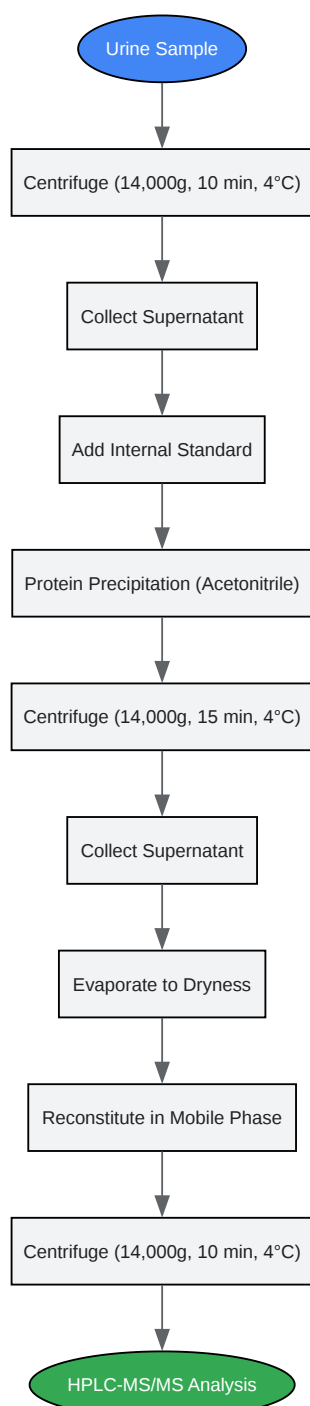 Urine Sample
Centrifuge (14,000g, 10 min, 4°C)
Collect Supernatant
Add Internal Standard
Protein Precipitation (Acetonitrile)
Centrifuge (14,000g, 15 min, 4°C)
Collect Supernatant
Evaporate to Dryness
Reconstitute in Mobile Phase
Centrifuge (14,000g, 10 min, 4°C)
HPLC-MS/MS Analysis